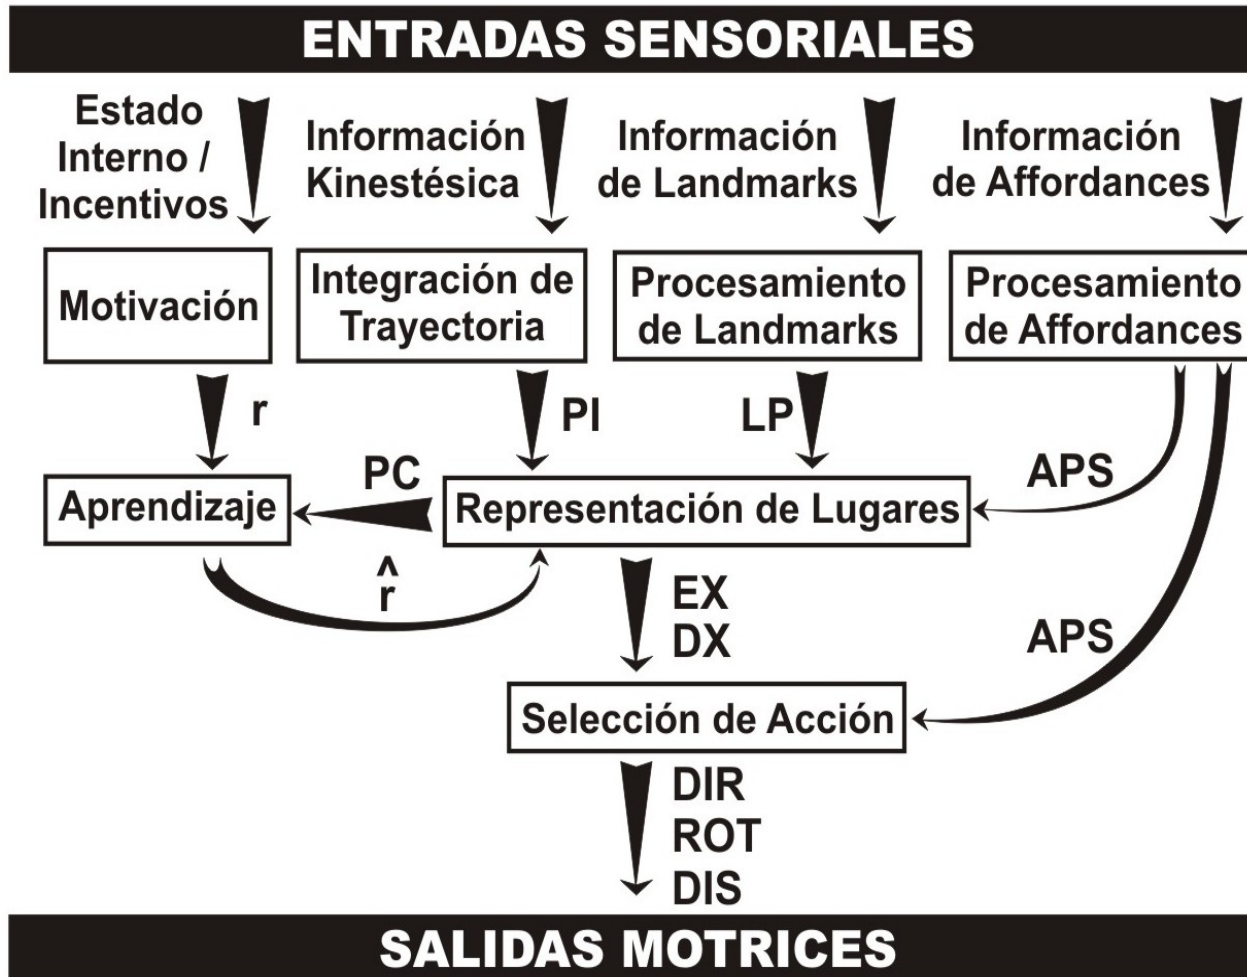 ENTRADAS SENSORIALES
Estado
Interno /
Incentivos
Información
Kinestésica
Información
de Landmarks
Información
de Affordances
Motivación
Integración de
Trayectoria
Procesamiento
de Landmarks
Procesamiento
de Affordances
r
PI
LP
APS
Aprendizaje
PC
Representación de Lugares
r̂
EX
DX
APS
Selección de Acción
DIR
ROT
DIS
SALIDAS MOTRICES